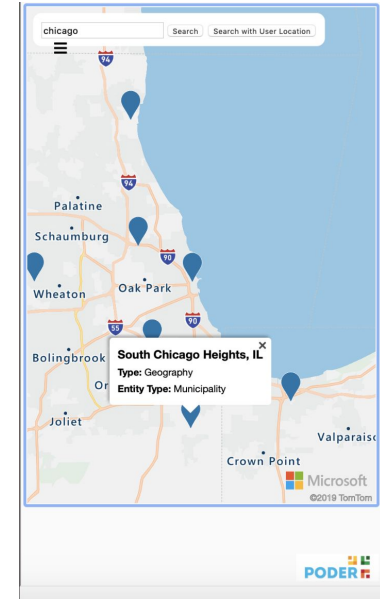 chicago
Search
Search with User Location
94
94
Palatine
Schaumburg
90
Wheaton
Oak Park
55
90
South Chicago Heights, IL
×
Type: Geography
Entity Type: Municipality
Bolingbrook
Or
Joliet
Valparaiso
Crown Point
Microsoft
©2019 TomTom
PODER